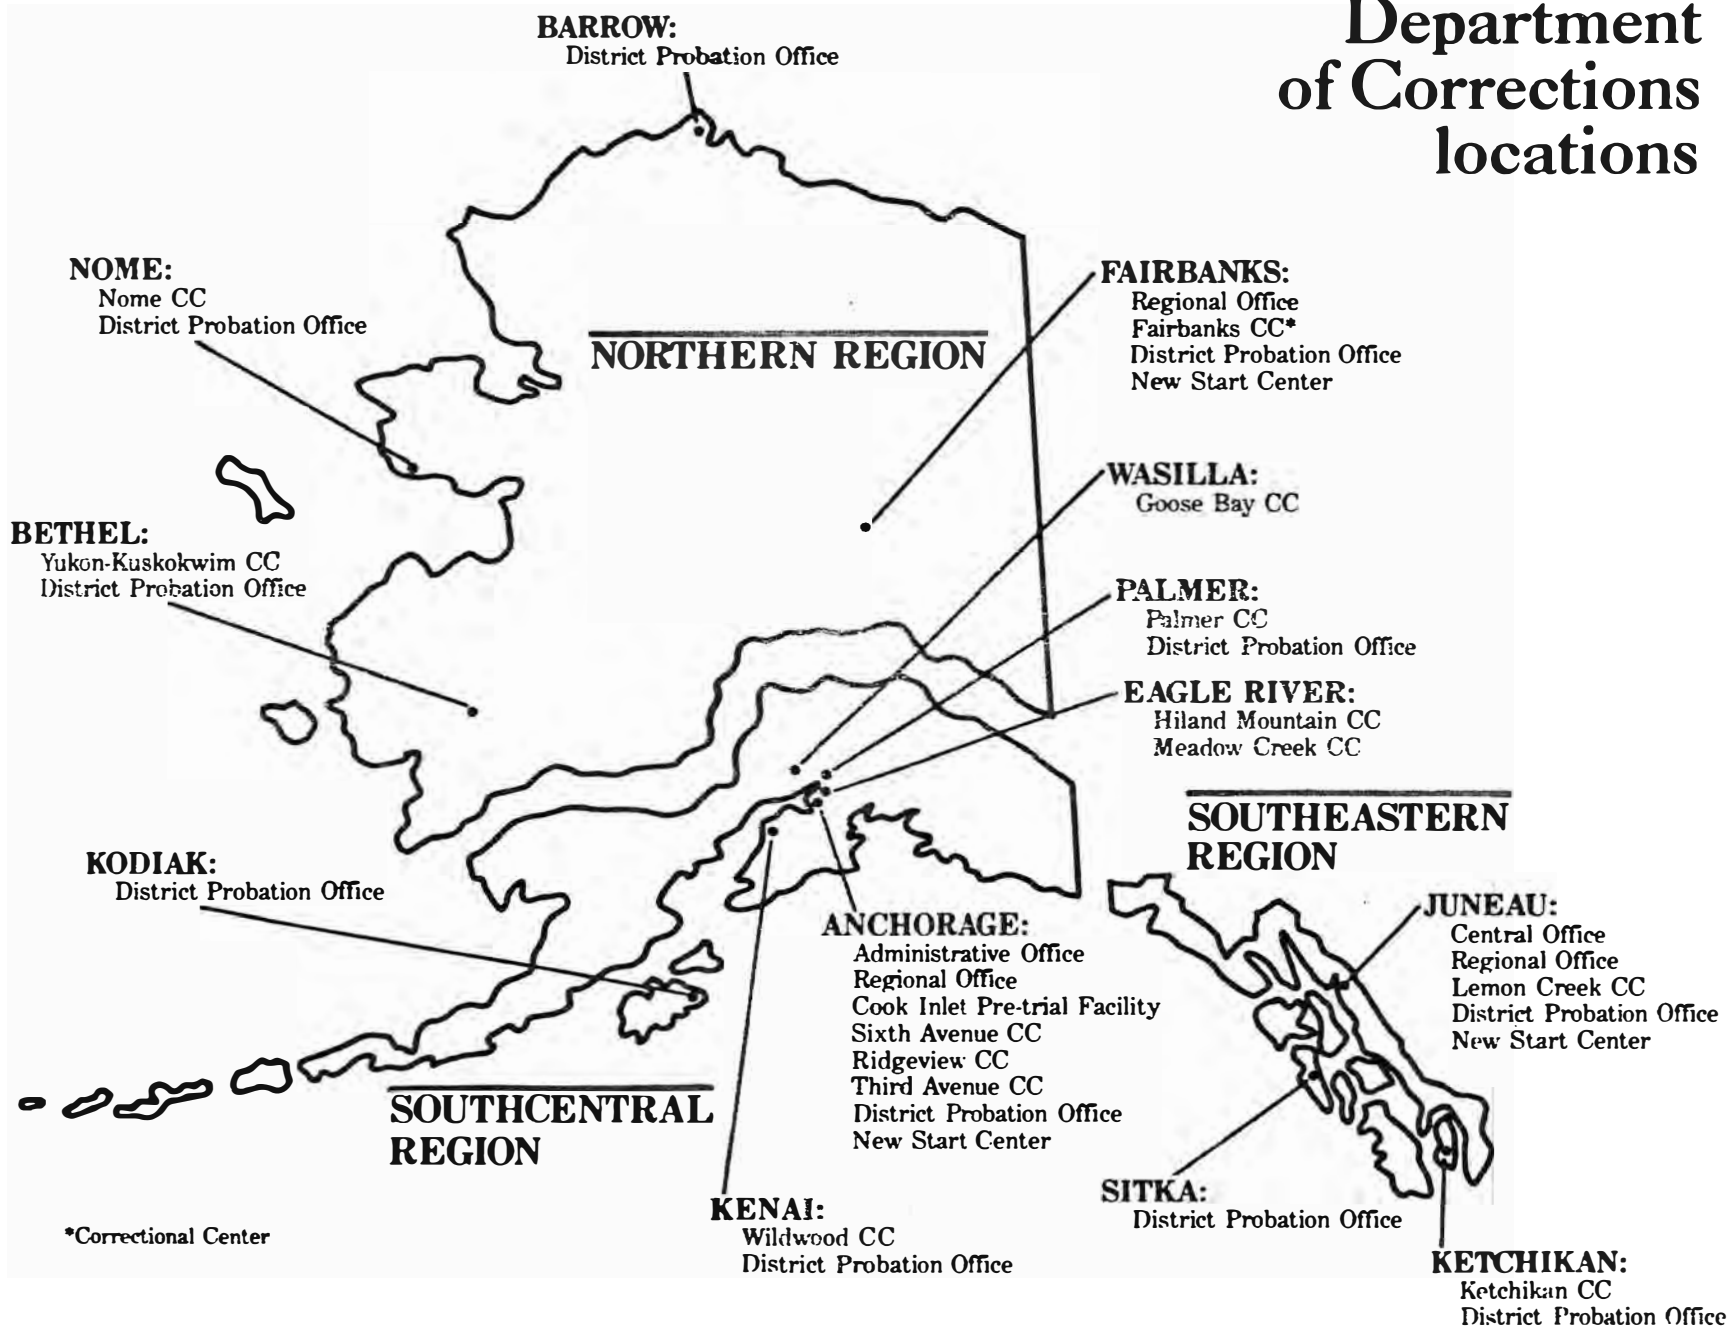 Department
of Corrections
locations
BARROW:
District Probation Office
NOME:
Nome CC
District Probation Office
FAIRBANKS:
Regional Office
Fairbanks CC*
District Probation Office
New Start Center
NORTHERN REGION
WASILLA:
Goose Bay CC
BETHEL:
Yukon-Kuskokwim CC
District Probation Office
PALMER:
Palmer CC
District Probation Office
EAGLE RIVER:
Hiland Mountain CC
Meadow Creek CC
SOUTHEASTERN
REGION
KODIAK:
District Probation Office
ANCHORAGE:
Administrative Office
Regional Office
Cook Inlet Pre-trial Facility
Sixth Avenue CC
Ridgeview CC
Third Avenue CC
District Probation Office
New Start Center
JUNEAU:
Central Office
Regional Office
Lemon Creek CC
District Probation Office
New Start Center
SOUTHCENTRAL
REGION
SITKA:
District Probation Office
KENAI:
Wildwood CC
District Probation Office
KETCHIKAN:
Ketchikan CC
District Probation Office
*Correctional Center